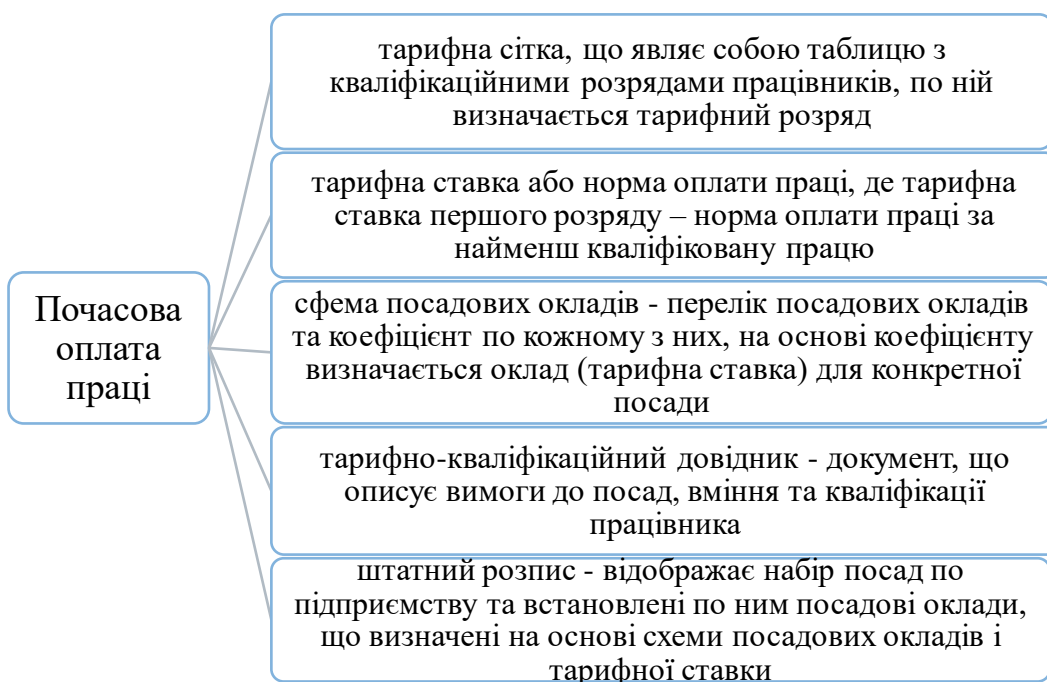 Почасова
оплата
праці
тарифна сітка, що являє собою таблицю з
кваліфікаційними розрядами працівників, по ній
визначається тарифний розряд
тарифна ставка або норма оплати праці, де тарифна
ставка першого розряду – норма оплати праці за
найменш кваліфіковану працю
сфема посадових окладів - перелік посадових окладів
та коефіцієнт по кожному з них, на основі коефіцієнту
визначається оклад (тарифна ставка) для конкретної
посади
тарифно-кваліфікаційний довідник - документ, що
описує вимоги до посад, вміння та кваліфікації
працівника
штатний розпис - відображає набір посад по
підприємству та встановлені по ним посадові оклади,
що визначені на основі схеми посадових окладів і
тарифної ставки